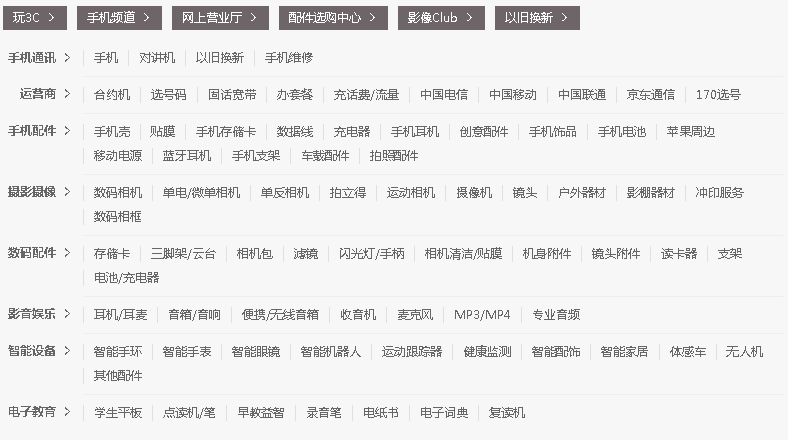 玩3C > 手机频道 > 网上营业厅 > 配件选购中心 > 影像Club > 以旧换新 >
手机通讯 > 手机 | 对讲机 | 以旧换新 | 手机维修
运营商 > 合约机 | 选号码 | 固话宽带 | 办套餐 | 充话费/流量 | 中国电信 | 中国移动 | 中国联通 | 京东通信 | 170选号
手机配件 > 手机壳 | 贴膜 | 手机存储卡 | 数据线 | 充电器 | 手机耳机 | 创意配件 | 手机饰品 | 手机电池 | 苹果周边
移动电源 | 蓝牙耳机 | 手机支架 | 车载配件 | 拍照配件
摄影摄像 > 数码相机 | 单电/微单相机 | 单反相机 | 拍立得 | 运动相机 | 摄像机 | 镜头 | 户外器材 | 影棚器材 | 冲印服务
数码相框
数码配件 > 存储卡 | 三脚架/云台 | 相机包 | 滤镜 | 闪光灯/手柄 | 相机清洁/贴膜 | 机身附件 | 镜头附件 | 读卡器 | 支架
电池/充电器
影音娱乐 > 耳机/耳麦 | 音箱/音响 | 便携/无线音箱 | 收音机 | 麦克风 | MP3/MP4 | 专业音频
智能设备 > 智能手环 | 智能手表 | 智能眼镜 | 智能机器人 | 运动跟踪器 | 健康监测 | 智能配饰 | 智能家居 | 体感车 | 无人机
其他配件
电子教育 > 学生平板 | 点读机/笔 | 早教益智 | 录音笔 | 电纸书 | 电子词典 | 复读机